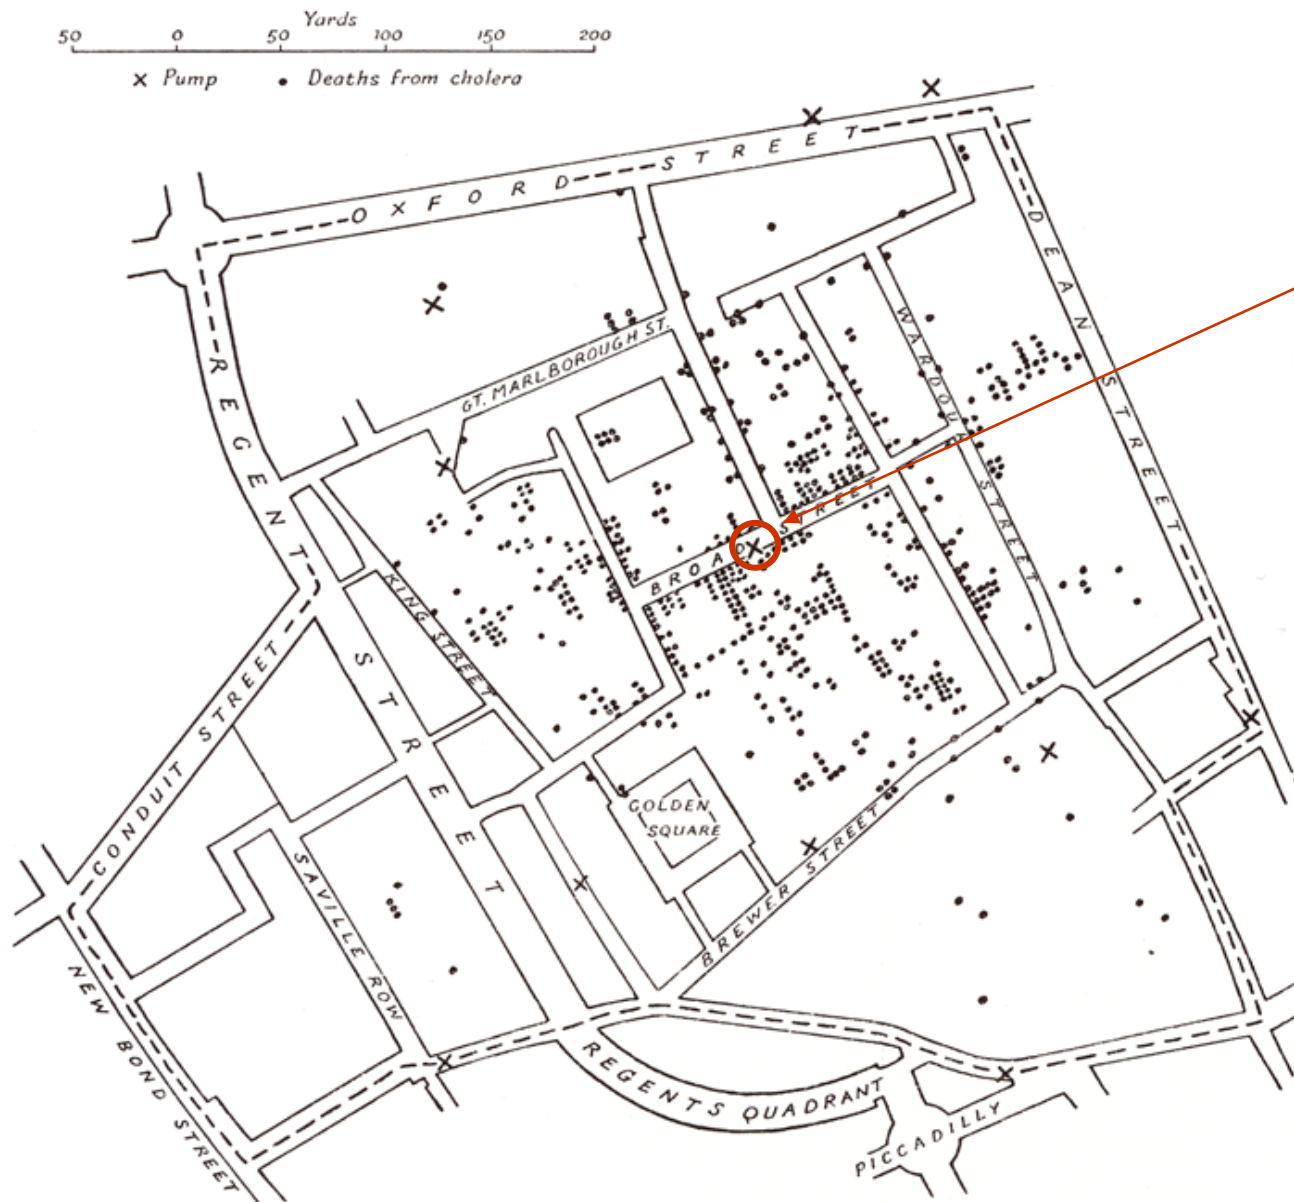 Yards
50 0 50 100 150 200
× Pump • Deaths from cholera
OXFORD STREET
DEAN STREET
REGENT STREET
WARDOUR STREET
GT. MARLBOROUGH ST.
BROAD STREET
KING STREET
CONDUIT STREET
GOLDEN
SQUARE
BREWER STREET
SAVILLE ROW
NEW BOND STREET
REGENTS QUADRANT
PICCADILLY